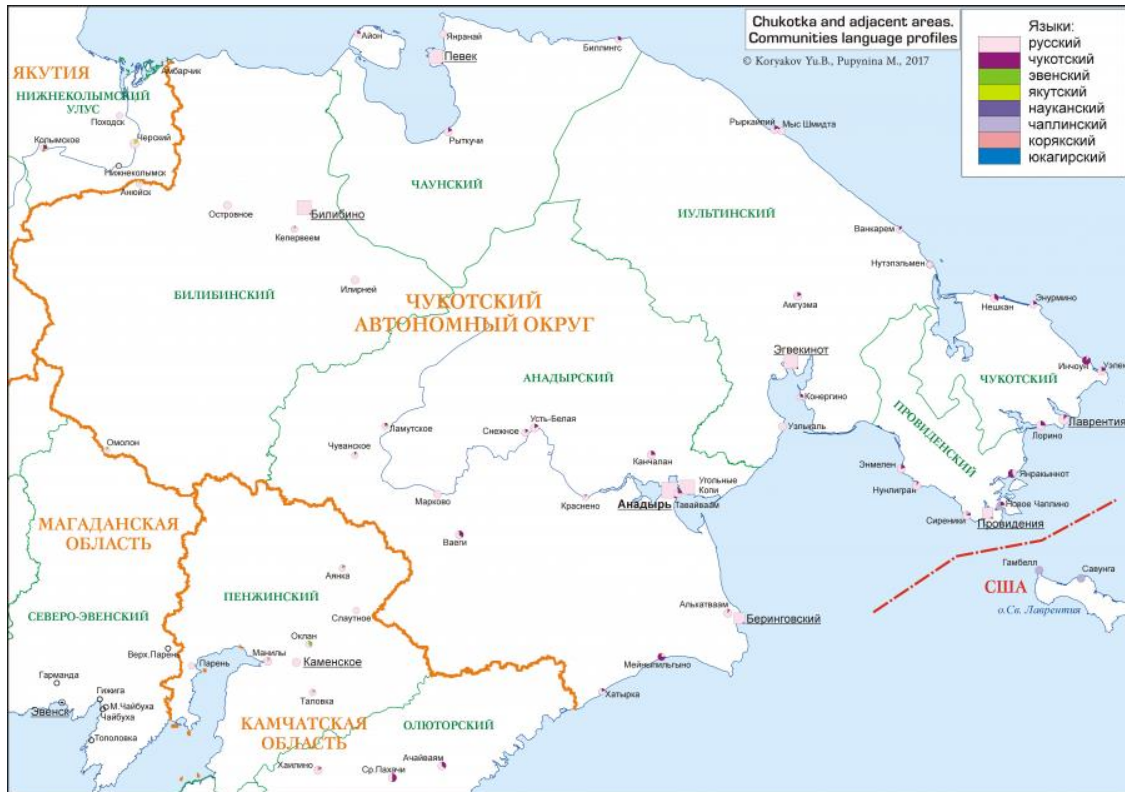 Chukotka and adjacent areas.
Communities language profiles
© Koryakov Yu.B., Pupynina M., 2017
Языки:
русский
чукотский
эвенский
якутский
науканский
чаплинский
корякский
юкагирский
ЯКУТИЯ
НИЖНЕКОЛЫМСКИЙ
УЛУС
Амбарчик
Походск
Колымское
Черский
Нижнеколымск
Анюйск
Айон
Янранай
Певек
Биллингс
Рыткучи
ЧАУНСКИЙ
Рыркайпий
Мыс Шмидта
Островное
Билибино
Кепервеем
ИУЛЬТИНСКИЙ
Ванкарем
Нутэпэльмен
БИЛИБИНСКИЙ
Илирней
ЧУКОТСКИЙ
АВТОНОМНЫЙ ОКРУГ
Амгуэма
Нешкан
Энурмино
Эгвекинот
Инчоун
Уэлен
ЧУКОТСКИЙ
АНАДЫРСКИЙ
Конергино
ПРОВИДЕНСКИЙ
Лаврентия
Лорино
Омолон
Чуванское
Ламутское
Снежное
Усть-Белая
Уэлькаль
Канчалан
Энмелен
Нунлигран
Янракыннот
Марково
Краснено
Анадырь
Угольные
Копи
Тавайваам
Сиреники
Новое Чаплино
Провидения
МАГАДАНСКАЯ
ОБЛАСТЬ
Ваеги
Гамбелл
Савунга
США
о.Св. Лаврентия
Аянка
ПЕНЖИНСКИЙ
Слаутное
СЕВЕРО-ЭВЕНСКИЙ
Алькатваам
Беринговский
Оклан
Верх.Парень
Парень
Манилы
Каменское
Мейныпильгыно
Гарманда
Гижига
Эвенск
М.Чайбуха
Чайбуха
Таловка
Хатырка
Тополовка
КАМЧАТСКАЯ
ОБЛАСТЬ
ОЛЮТОРСКИЙ
Хаилино
Ср.Пахачи
Ачайваям